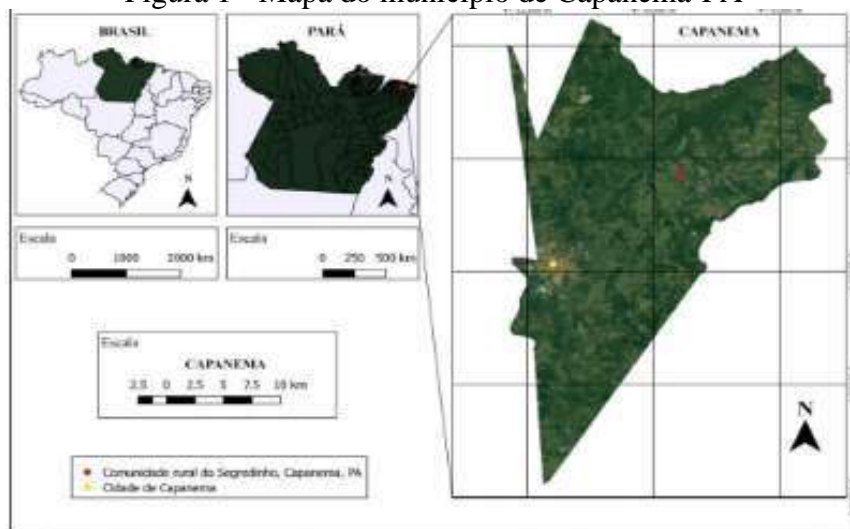 Figura 1 - Mapa do município de Capanema-PA
BRASIL
PARÁ
CAPANEMA
N
N
Escala
0 1000 2000 km
Escala
0 250 500 km
Escala
CAPANEMA
2.5 0 2.5 5 7.5 10 km
N
Comunidade rural do Segredinho, Capanema, PA
Cidade de Capanema